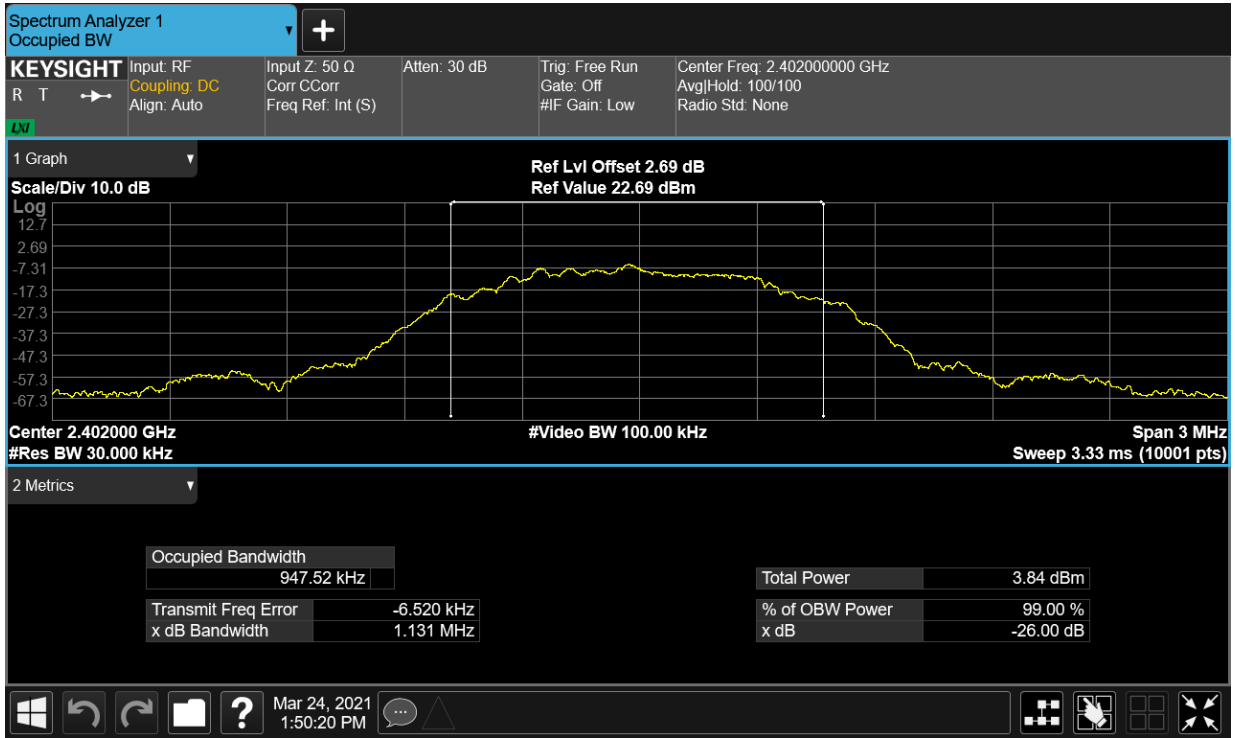 Spectrum Analyzer 1
Occupied BW
KEYSIGHT
R T
LXI
Input: RF
Coupling: DC
Align: Auto
Input Z: 50 Ω
Corr CCorr
Freq Ref: Int (S)
Atten: 30 dB
Trig: Free Run
Gate: Off
#IF Gain: Low
Center Freq: 2.402000000 GHz
Avg|Hold: 100/100
Radio Std: None
1 Graph
Scale/Div 10.0 dB
Ref Lvl Offset 2.69 dB
Ref Value 22.69 dBm
Log
12.7
2.69
-7.31
-17.3
-27.3
-37.3
-47.3
-57.3
-67.3
Center 2.402000 GHz
#Video BW 100.00 kHz
Span 3 MHz
#Res BW 30.000 kHz
Sweep 3.33 ms (10001 pts)
2 Metrics
Occupied Bandwidth
947.52 kHz
Total Power 3.84 dBm
Transmit Freq Error -6.520 kHz
% of OBW Power 99.00 %
x dB Bandwidth 1.131 MHz
x dB -26.00 dB
?
Mar 24, 2021
1:50:20 PM